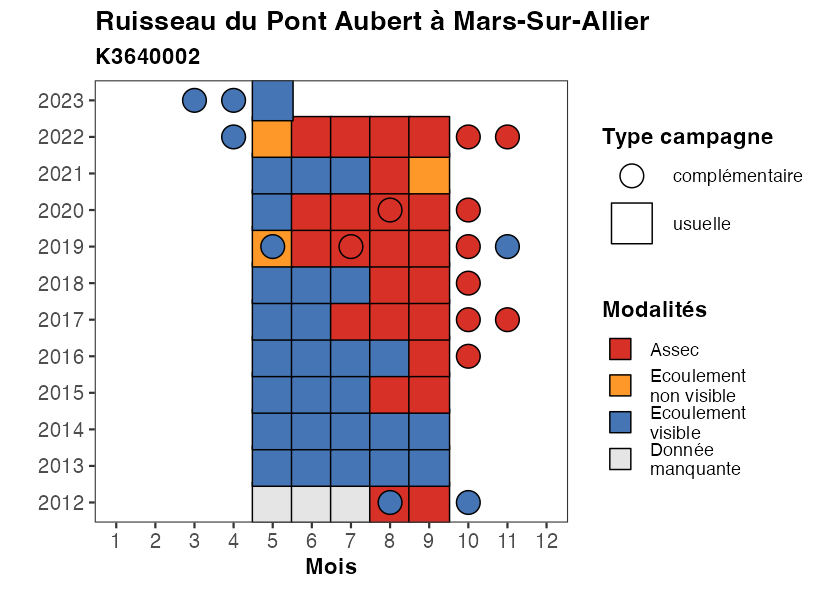 Ruisseau du Pont Aubert à Mars-Sur-Allier
K3640002
2023
2022
2021
2020
2019
2018
2017
2016
2015
2014
2013
2012
1 2 3 4 5 6 7 8 9 10 11 12
Mois
Type campagne
complémentaire
usuelle
Modalités
Assec
Ecoulement
non visible
Ecoulement
visible
Donnée
manquante